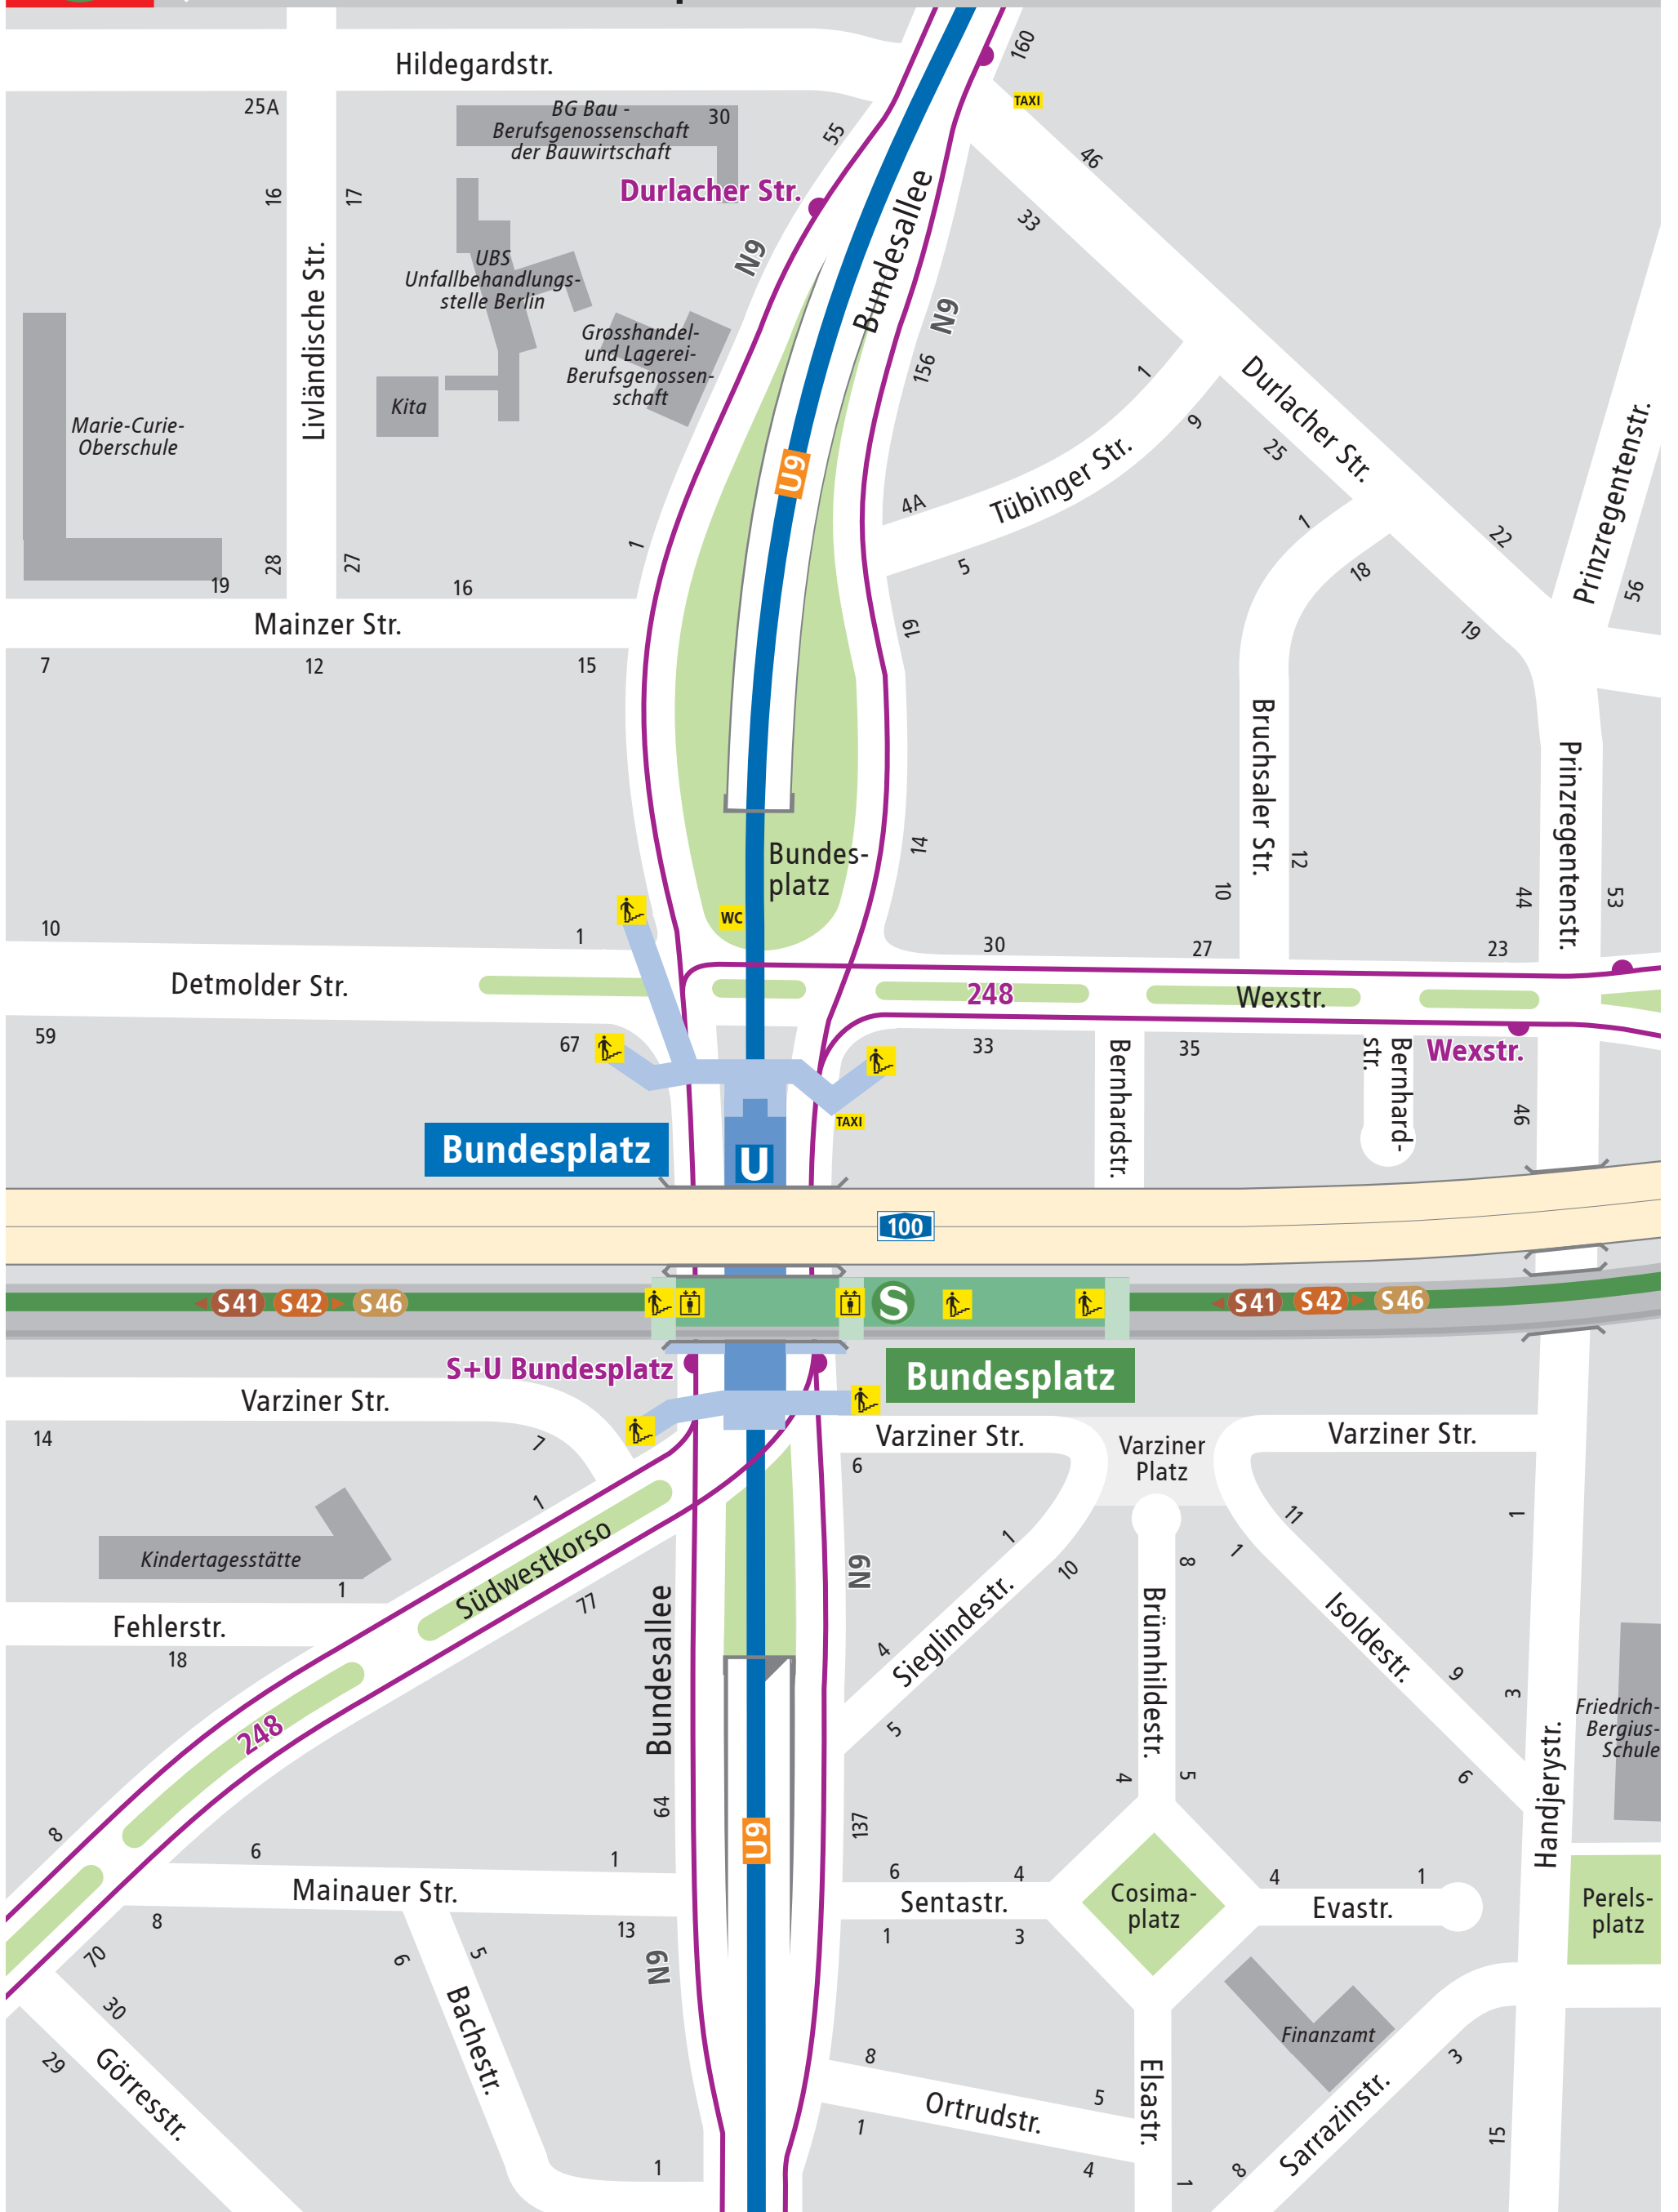 160
Hildegardstr.
TAXI
25A
BG Bau -
Berufsgenossenschaft
der Bauwirtschaft
30
55
46
16
17
Durlacher Str.
33
Bundesallee
N9
N9
UBS
Unfallbehandlungs-
stelle Berlin
Livländische Str.
Grosshandel-
und Lagerei-
Berufsgenossen-
schaft
156
1
Durlacher Str.
Kita
Marie-Curie-
Oberschule
9
25
Prinzregentenstr.
U9
Tübinger Str.
4A
1
22
1
28
27
5
18
19
16
56
Mainzer Str.
19
19
7
12
15
Bruchsaler Str.
Prinzregentenstr.
14
Bundes-
platz
12
10
44
53
WC
10
1
30
27
23
Detmolder Str.
248
Wexstr.
59
67
33
35
Bernhardstr.
Bernhard-
str.
Wexstr.
46
TAXI
Bundesplatz
U
100
S41
S42
S46
S
S41
S42
S46
S+U Bundesplatz
Bundesplatz
Varziner Str.
Varziner Str.
Varziner
Platz
Varziner Str.
14
7
6
1
11
1
1
1
10
8
Kindertagesstätte
1
Südwestkorso
77
N9
Fehlerstr.
18
Bundesallee
4
Sieglindestr.
5
Brünnhildestr.
Isoldestr.
9
3
Friedrich-
Bergius-
Schule
248
4
5
6
Handjerystr.
64
137
U9
8
6
1
6
4
4
1
Mainauer Str.
Sentastr.
Cosima-
platz
Evastr.
Perels-
platz
8
13
1
3
70
6
5
N9
30
29
Görresstr.
Bachestr.
Finanzamt
8
5
3
Ortrudstr.
Elsastr.
Sarrazinstr.
1
15
1
4
1
8